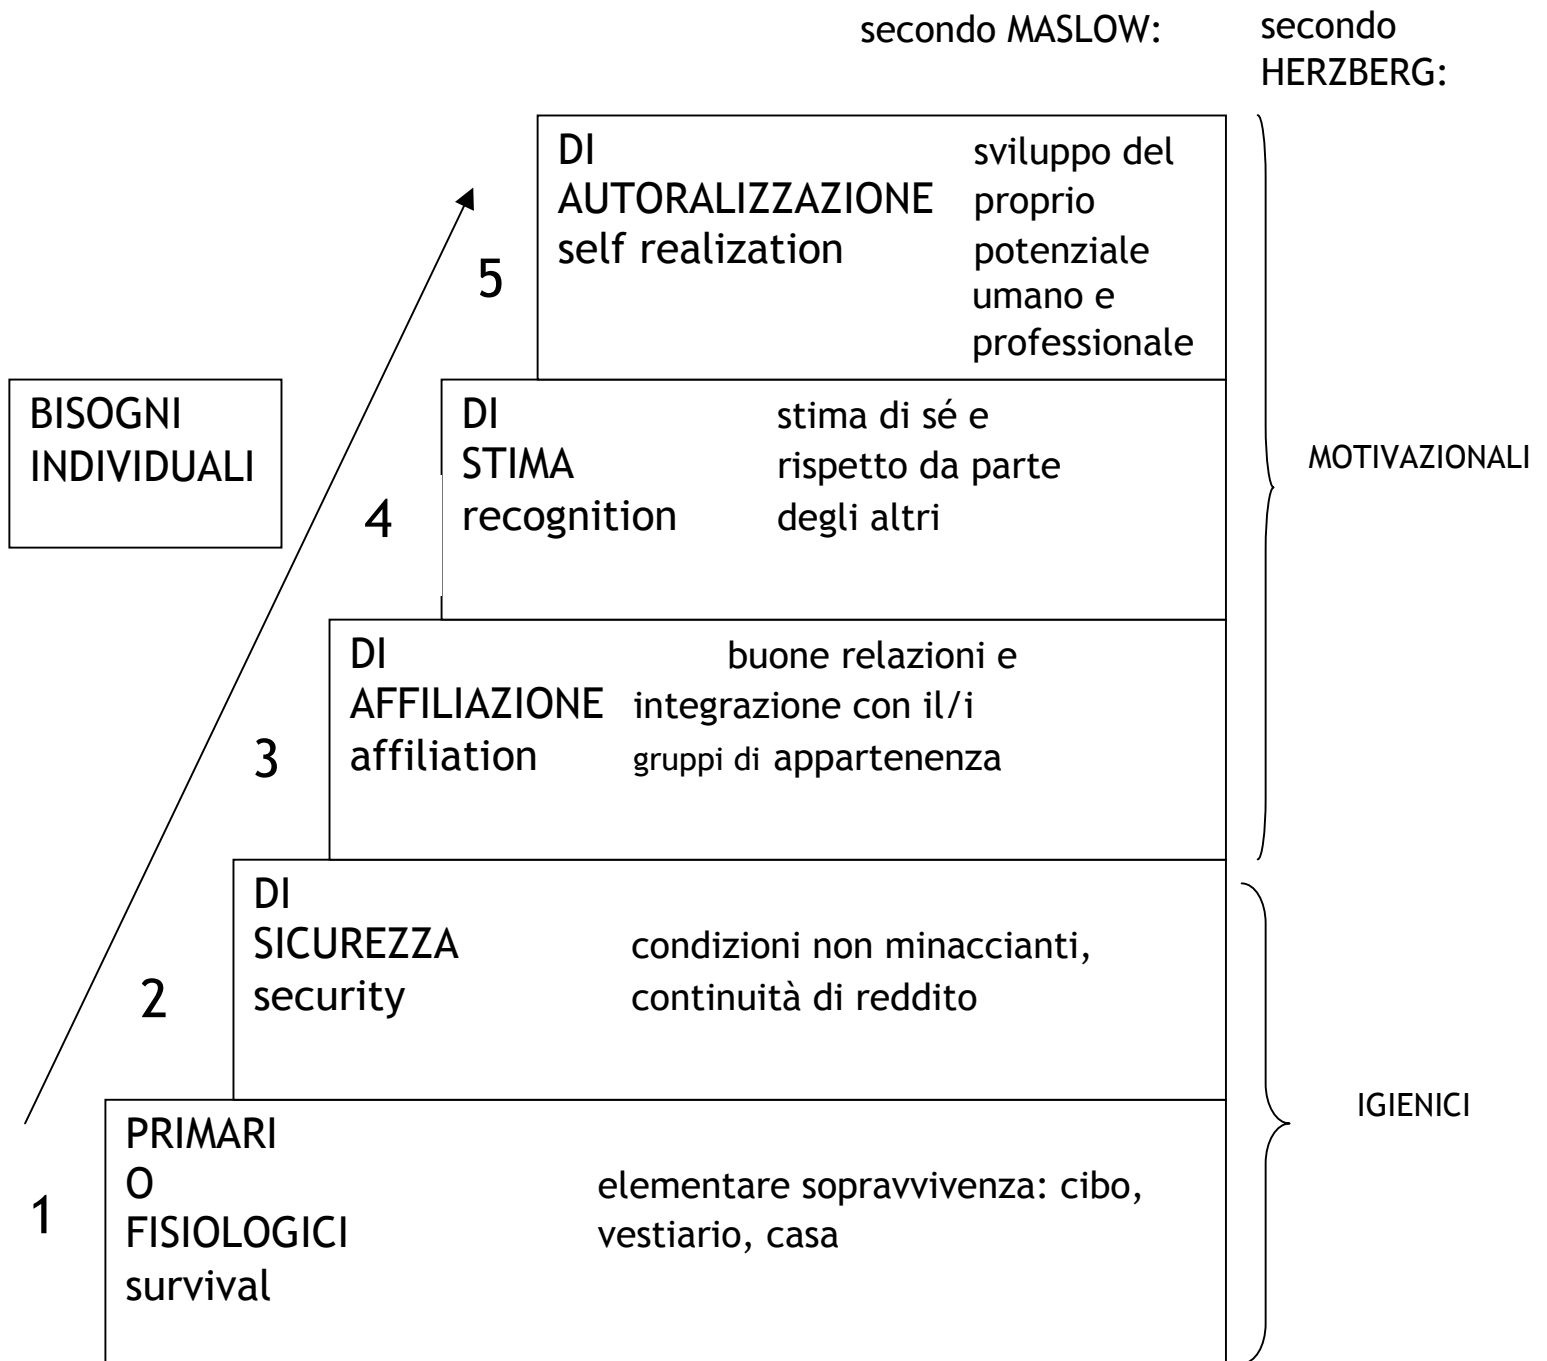 secondo MASLOW:
secondo
HERZBERG:
DI
AUTORALIZZAZIONE
self realization
sviluppo del
proprio
potenziale
umano e
professionale
5
BISOGNI
INDIVIDUALI
DI
STIMA
recognition
stima di sé e
rispetto da parte
degli altri
4
MOTIVAZIONALI
DI
AFFILIAZIONE
affiliation
buone relazioni e
integrazione con il/i
gruppi di appartenenza
3
DI
SICUREZZA
security
condizioni non minaccianti,
continuità di reddito
2
PRIMARI
O
FISIOLOGICI
survival
elementare sopravvivenza: cibo,
vestiario, casa
1
IGIENICI